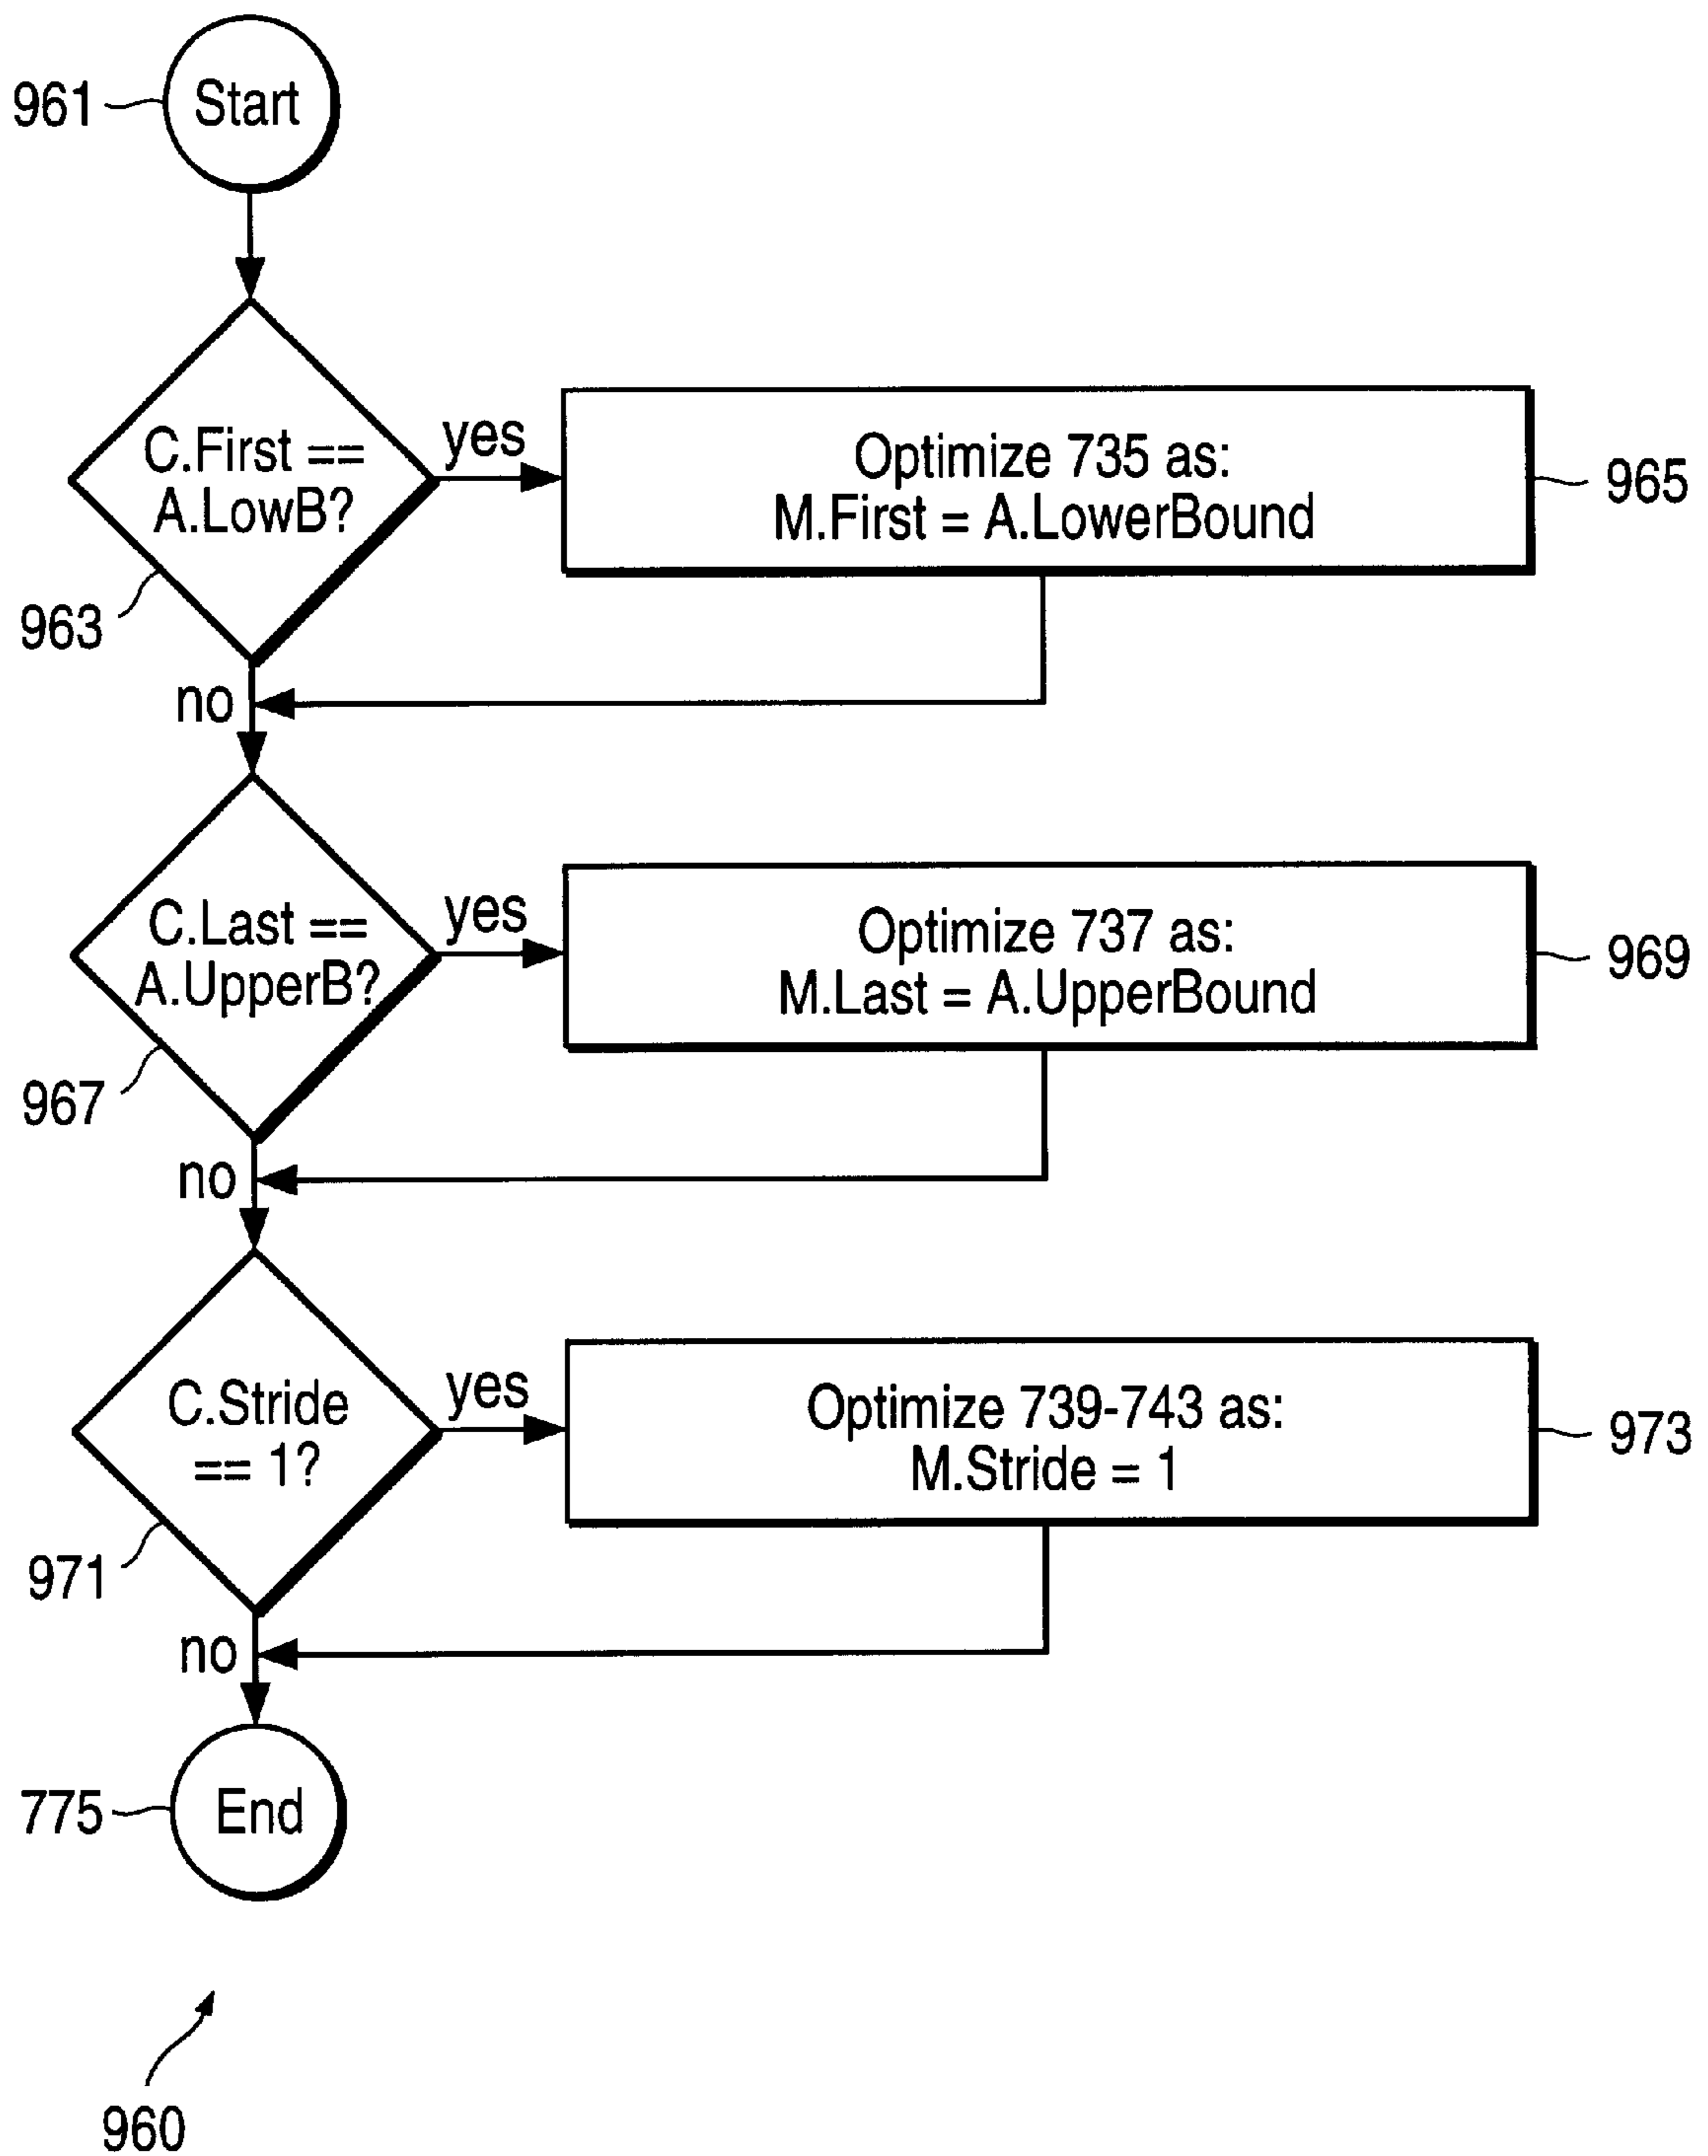 961
Start
C.First ==
A.LowB?
963
yes
Optimize 735 as:
M.First = A.LowerBound
965
no
C.Last ==
A.UpperB?
967
yes
Optimize 737 as:
M.Last = A.UpperBound
969
no
C.Stride
== 1?
971
yes
Optimize 739-743 as:
M.Stride = 1
973
no
775
End
960